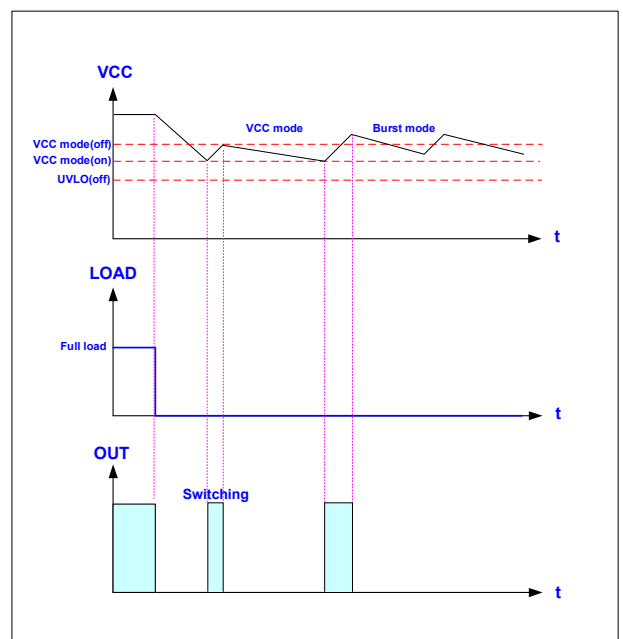 VCC
VCC mode
Burst mode
VCC mode(off)
VCC mode(on)
UVLO(off)
t
LOAD
Full load
t
OUT
Switching
t